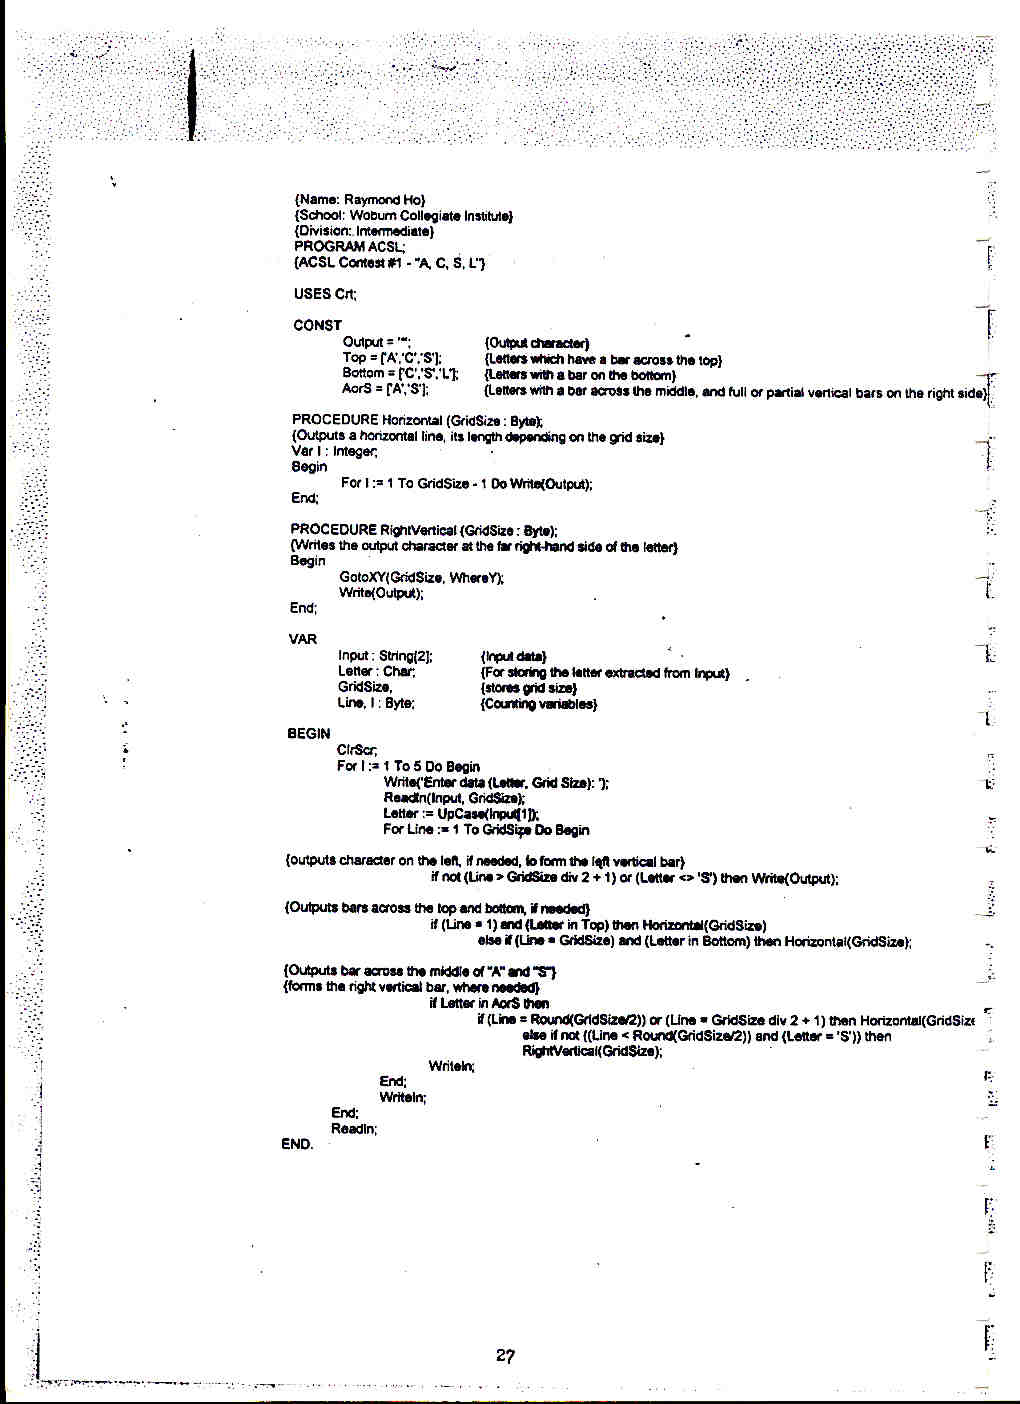 {Name: Raymond Ho}
{School: Woburn Collegiate Institute}
{Division: Intermediate}
PROGRAM ACSL;
{ACSL Contest #1 - "A, C, S, L"}
USES Crt;
CONST
Output = '*'; {Output character}
Top = ['A','C','S']; {Letters which have a bar across the top}
Bottom = ['C','S','L']; {Letters with a bar on the bottom}
AorS = ['A','S']; {Letters with a bar across the middle, and full or partial vertical bars on the right side}
PROCEDURE Horizontal (GridSize : Byte);
{Outputs a horizontal line, its length depending on the grid size}
Var I : Integer;
Begin
For I := 1 To GridSize - 1 Do Write(Output);
End;
PROCEDURE RightVertical (GridSize : Byte);
{Writes the output character at the far right-hand side of the letter}
Begin
GotoXY(GridSize, WhereY);
Write(Output);
End;
VAR
Input : String[2]; {Input data}
Letter : Char; {For storing the letter extracted from Input}
GridSize, {stores grid size}
Line, I : Byte; {Counting variables}
BEGIN
ClrScr;
For I := 1 To 5 Do Begin
Write('Enter data (Letter, Grid Size): ');
Readln(Input, GridSize);
Letter := UpCase(Input[1]);
For Line := 1 To GridSize Do Begin
{outputs character on the left, if needed, to form the left vertical bar}
if not (Line > GridSize div 2 + 1) or (Letter <> 'S') then Write(Output);
{Outputs bars across the top and bottom, if needed}
if (Line = 1) and (Letter in Top) then Horizontal(GridSize)
else if (Line = GridSize) and (Letter in Bottom) then Horizontal(GridSize);
{Outputs bar across the middle of "A" and "S"}
{forms the right vertical bar, where needed}
if Letter in AorS then
if (Line = Round(GridSize/2)) or (Line = GridSize div 2 + 1) then Horizontal(GridSize
else if not ((Line < Round(GridSize/2)) and (Letter = 'S')) then
RightVertical(GridSize);
Writeln;
End;
Writeln;
End;
Readln;
END.
27